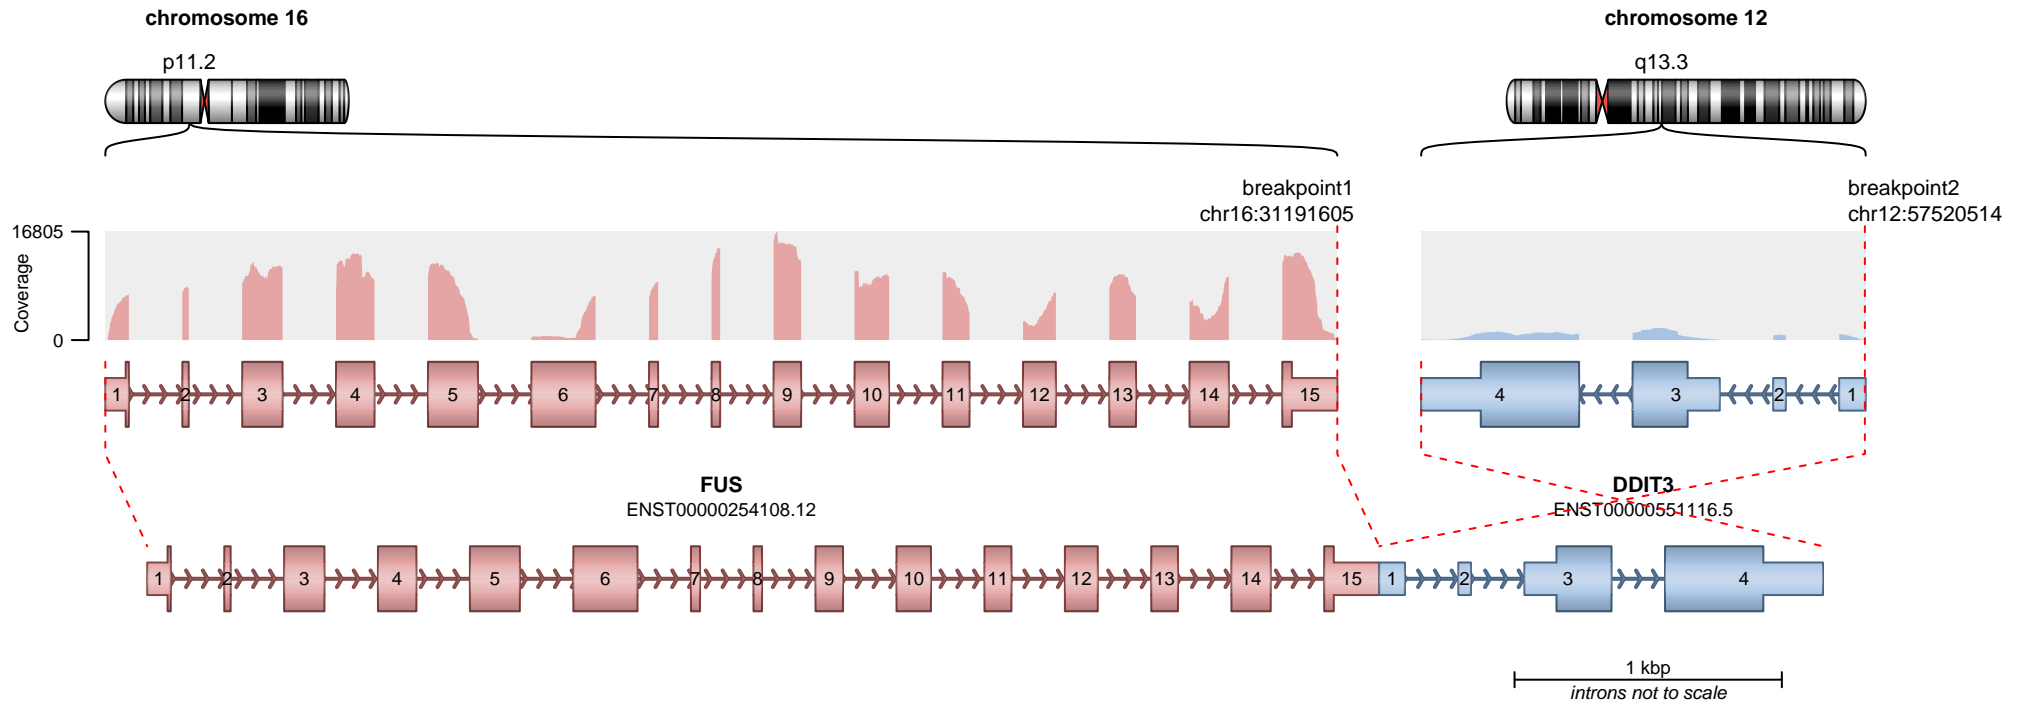 chromosome 16
chromosome 12
p11.2
q13.3
breakpoint1
chr16:31191605
breakpoint2
chr12:57520514
16805
Coverage
0
1 2 3 4 5 6 7 8 9 10 11 12 13 14 15
4 3 2 1
FUS
ENST00000254108.12
DDIT3
ENST00000551116.5
1 2 3 4 5 6 7 8 9 10 11 12 13 14 15 1 2 3 4
1 kbp
introns not to scale